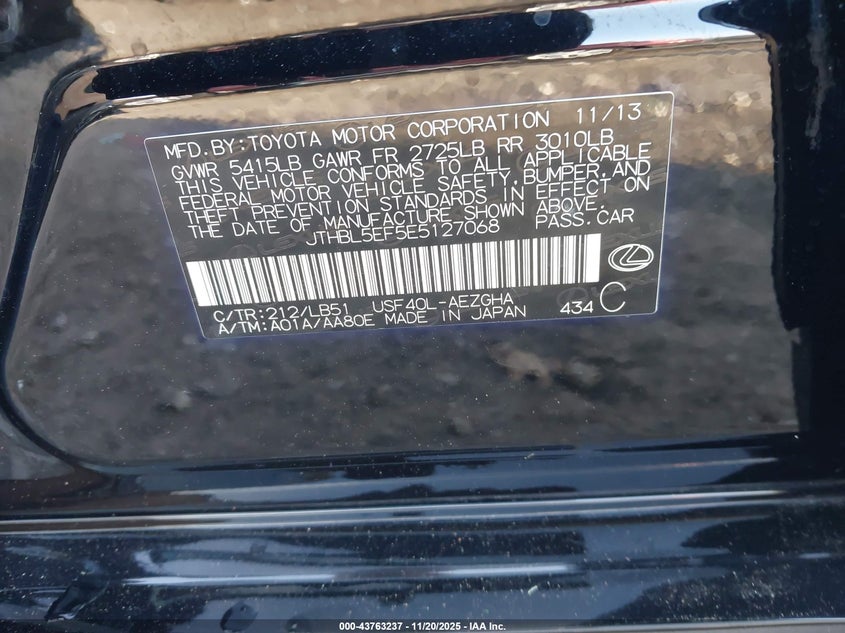 MFD.BY:TOYOTA MOTOR CORPORATION 11/13
GVWR 5415LB GAWR FR 2725LB RR 3010LB
THIS VEHICLE CONFORMS TO ALL APPLICABLE
FEDERAL MOTOR VEHICLE SAFETY,BUMPER,AND
THEFT PREVENTION STANDARDS IN EFFECT ON
THE DATE OF MANUFACTURE SHOWN ABOVE.
JTHBL5EF5E5127068 PASS.CAR
C/TR:212/LB51 USF40L-AEZGHA
A/TM:A01A/AA80E MADE IN JAPAN 434 C
000-43763237 - 11/20/2025 - IAA Inc.